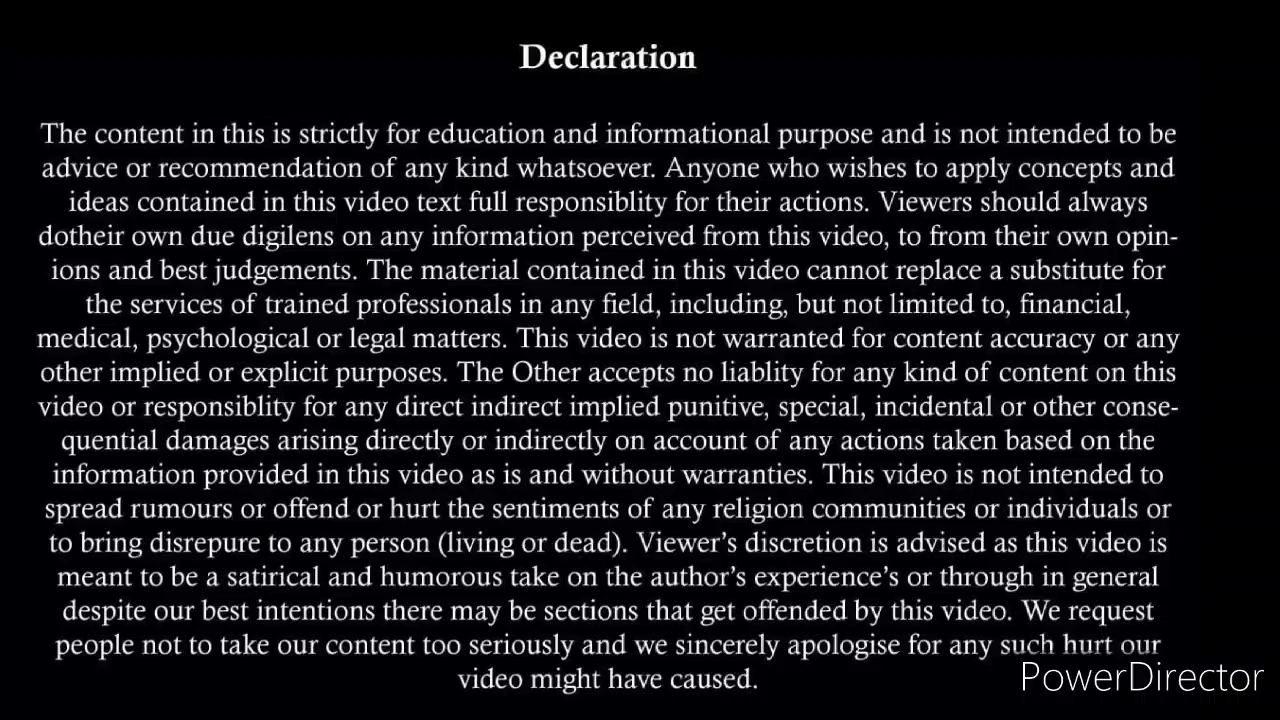 Declaration
The content in this is strictly for education and informational purpose and is not intended to be
advice or recommendation of any kind whatsoever. Anyone who wishes to apply concepts and
ideas contained in this video text full responsiblity for their actions. Viewers should always
dotheir own due digilens on any information perceived from this video, to from their own opin-
ions and best judgements. The material contained in this video cannot replace a substitute for
the services of trained professionals in any field, including, but not limited to, financial,
medical, psychological or legal matters. This video is not warranted for content accuracy or any
other implied or explicit purposes. The Other accepts no liablity for any kind of content on this
video or responsiblity for any direct indirect implied punitive, special, incidental or other conse-
quential damages arising directly or indirectly on account of any actions taken based on the
information provided in this video as is and without warranties. This video is not intended to
spread rumours or offend or hurt the sentiments of any religion communities or individuals or
to bring disrepure to any person (living or dead). Viewer's discretion is advised as this video is
meant to be a satirical and humorous take on the author's experience's or through in general
despite our best intentions there may be sections that get offended by this video. We request
people not to take our content too seriously and we sincerely apologise for any such hurt our
video might have caused.
PowerDirector